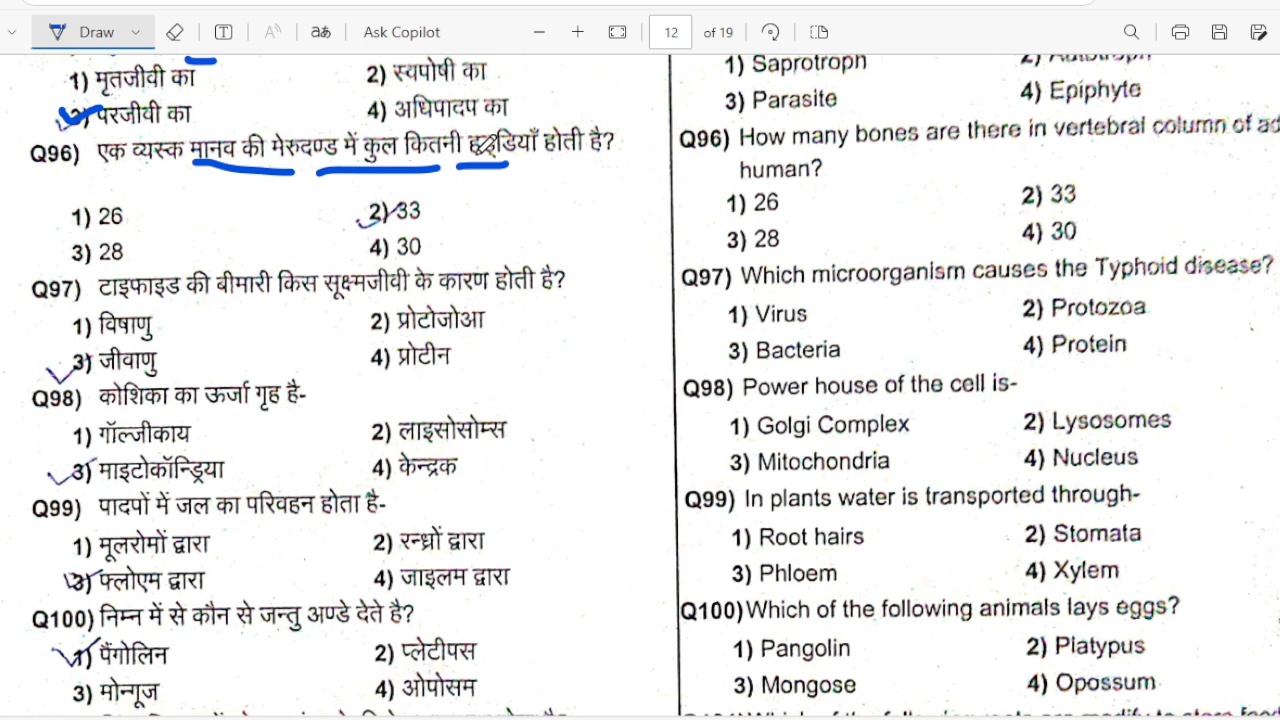 Draw
aあ
Ask Copilot
12 of 19
1) मृतजीवी का 2) स्वपोषी का
परजीवी का 4) अधिपादप का
Q96) एक व्यस्क मानव की मेरुदण्ड में कुल कितनी होती है?
1) 26 2) 33
3) 28 4) 30
Q97) टाइफाइड की बीमारी किस सूक्ष्मजीवी के कारण होती है?
1) विषाणु 2) प्रोटोजोआ
3) जीवाणु 4) प्रोटीन
Q98) कोशिका का ऊर्जा गृह है-
1) गॉल्जीकाय 2) लाइसोसोम्स
3) माइटोकॉन्ड्रिया 4) केन्द्रक
Q99) पादपों में जल का परिवहन होता है-
1) मूलरोमों द्वारा 2) रन्ध्रों द्वारा
3) फ्लोएम द्वारा 4) जाइलम द्वारा
Q100) निम्न में से कौन से जन्तु अण्डे देते है?
1) पैंगोलिन 2) प्लेटीपस
3) मोन्गूज 4) ओपोसम
1) Saprotroph
3) Parasite 4) Epiphyte
Q96) How many bones are there in vertebral column of ad
human?
1) 26 2) 33
3) 28 4) 30
Q97) Which microorganism causes the Typhoid disease?
1) Virus 2) Protozoa
3) Bacteria 4) Protein
Q98) Power house of the cell is-
1) Golgi Complex 2) Lysosomes
3) Mitochondria 4) Nucleus
Q99) In plants water is transported through-
1) Root hairs 2) Stomata
3) Phloem 4) Xylem
Q100) Which of the following animals lays eggs?
1) Pangolin 2) Platypus
3) Mongose 4) Opossum